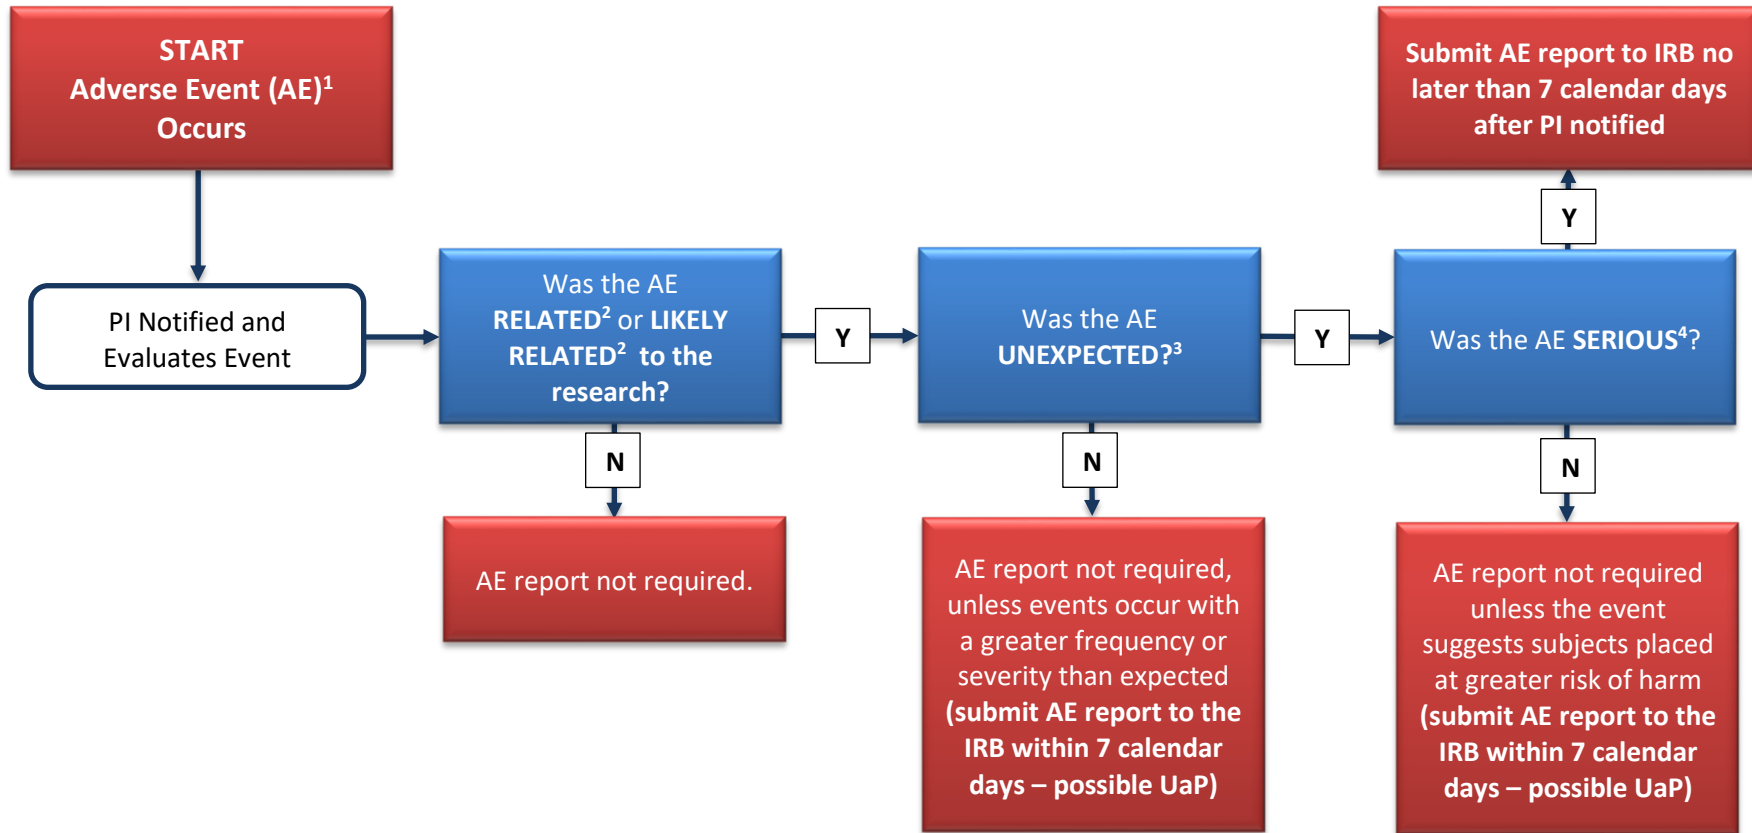 START
Adverse Event (AE)¹
Occurs
PI Notified and
Evaluates Event
Was the AE
RELATED² or LIKELY
RELATED² to the
research?
Y
N
AE report not required.
Was the AE
UNEXPECTED?³
Y
N
AE report not required,
unless events occur with
a greater frequency or
severity than expected
(submit AE report to the
IRB within 7 calendar
days – possible UaP)
Was the AE SERIOUS⁴?
Y
Submit AE report to IRB no
later than 7 calendar days
after PI notified
N
AE report not required
unless the event
suggests subjects placed
at greater risk of harm
(submit AE report to the
IRB within 7 calendar
days – possible UaP)